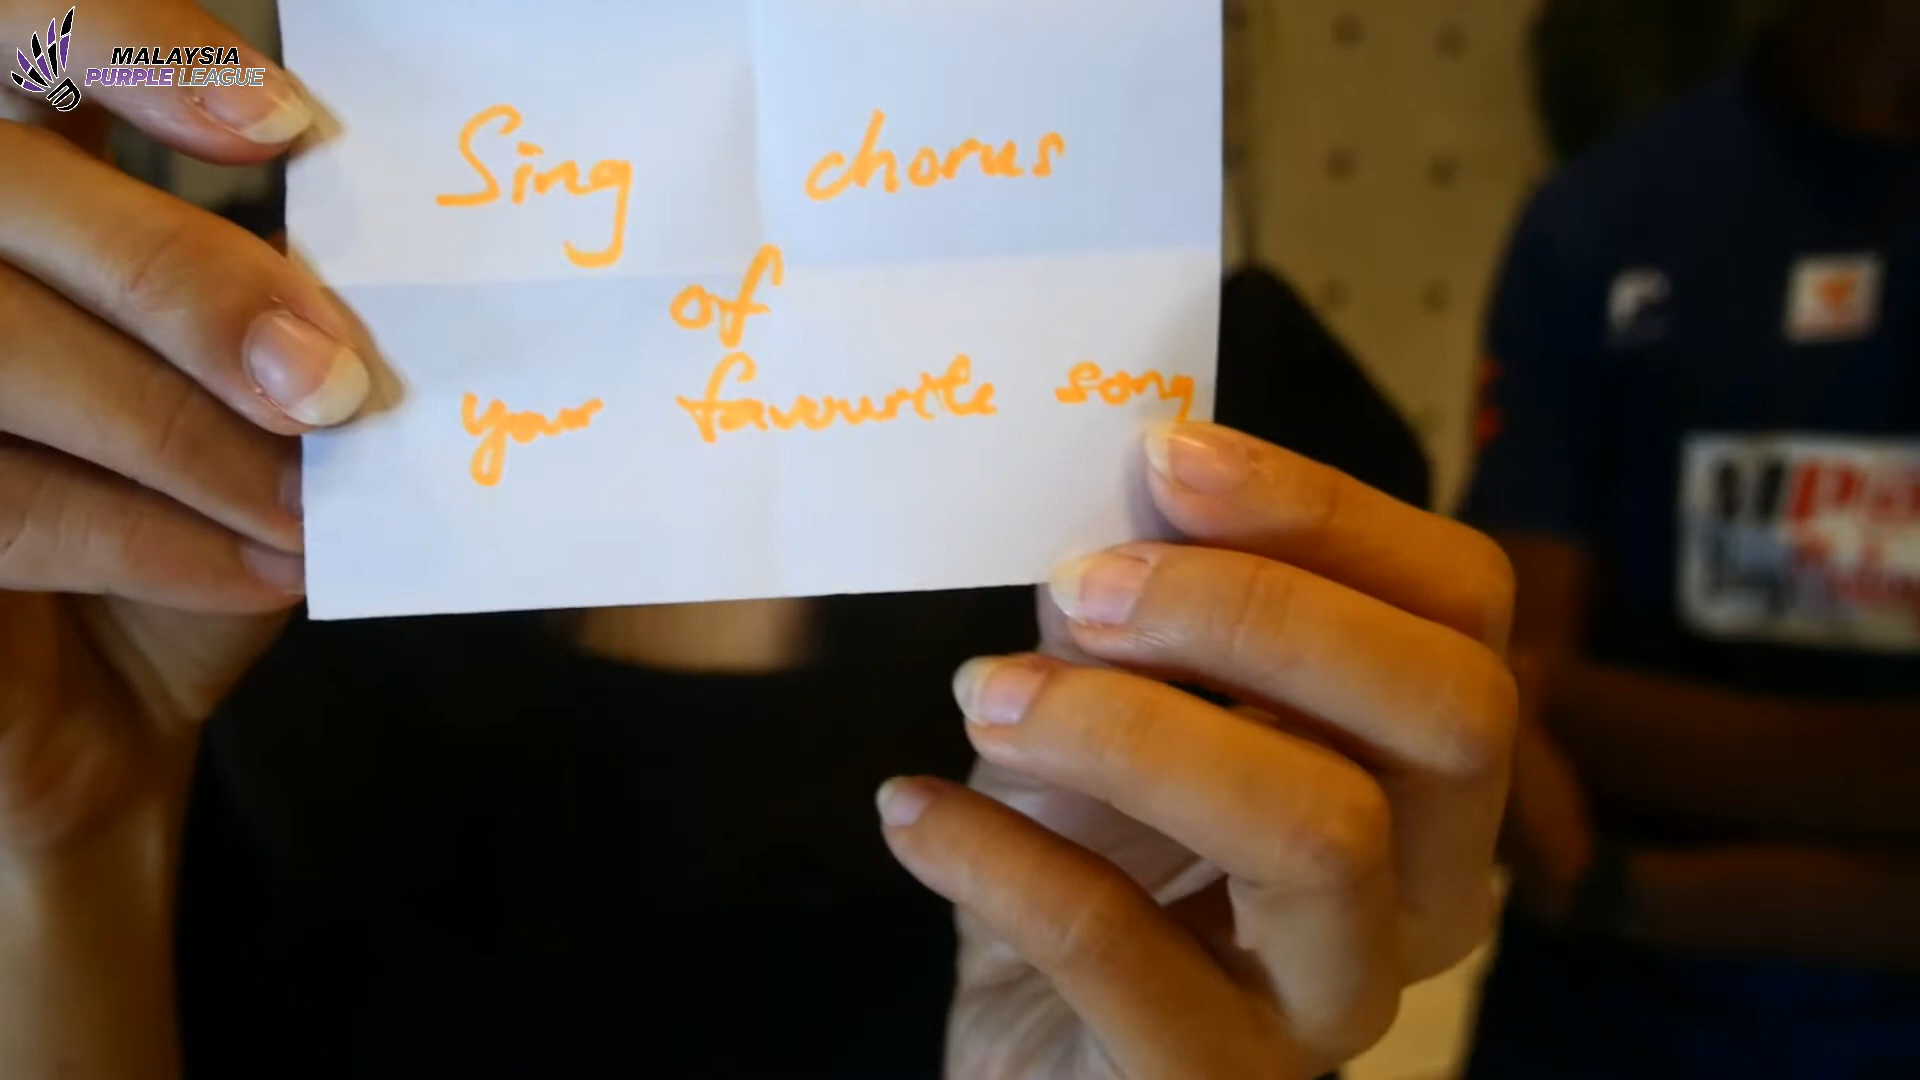 MALAYSIA
PURPLE LEAGUE
Sing chorus
of
your favourite song